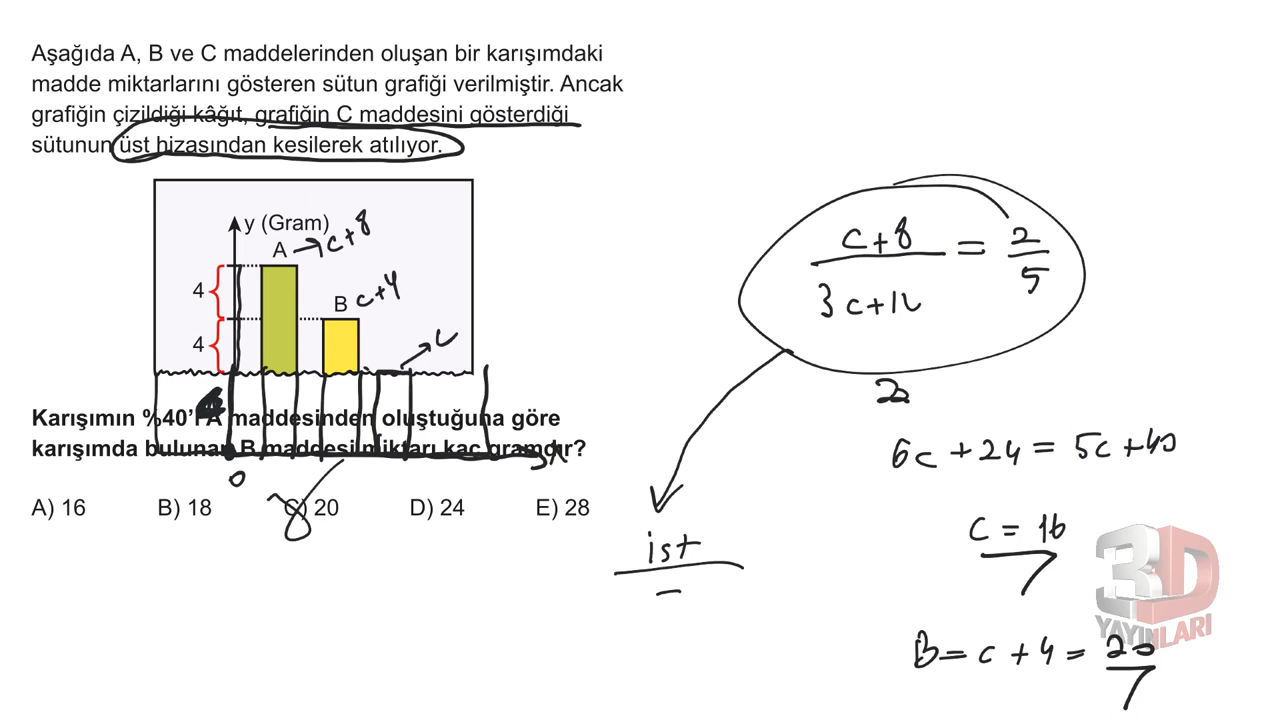 Aşağıda A, B ve C maddelerinden oluşan bir karışımdaki
madde miktarlarını gösteren sütun grafiği verilmiştir. Ancak
grafiğin çizildiği kâğıt, grafiğin C maddesini gösterdiği
sütunun üst hizasından kesilerek atılıyor.
y (Gram)
A → c+8
4
B c+4
4
c
Karışımın %40'ı A maddesinden oluştuğuna göre
karışımda bulunan B maddesi miktarı kaç gramdır?
0
A) 16 B) 18 C) 20 D) 24 E) 28
c+8 = 2
3c+12 5
6c+24 = 5c+40
c = 16
ist
3D
YAYINLARI
B = c + 4 = 20